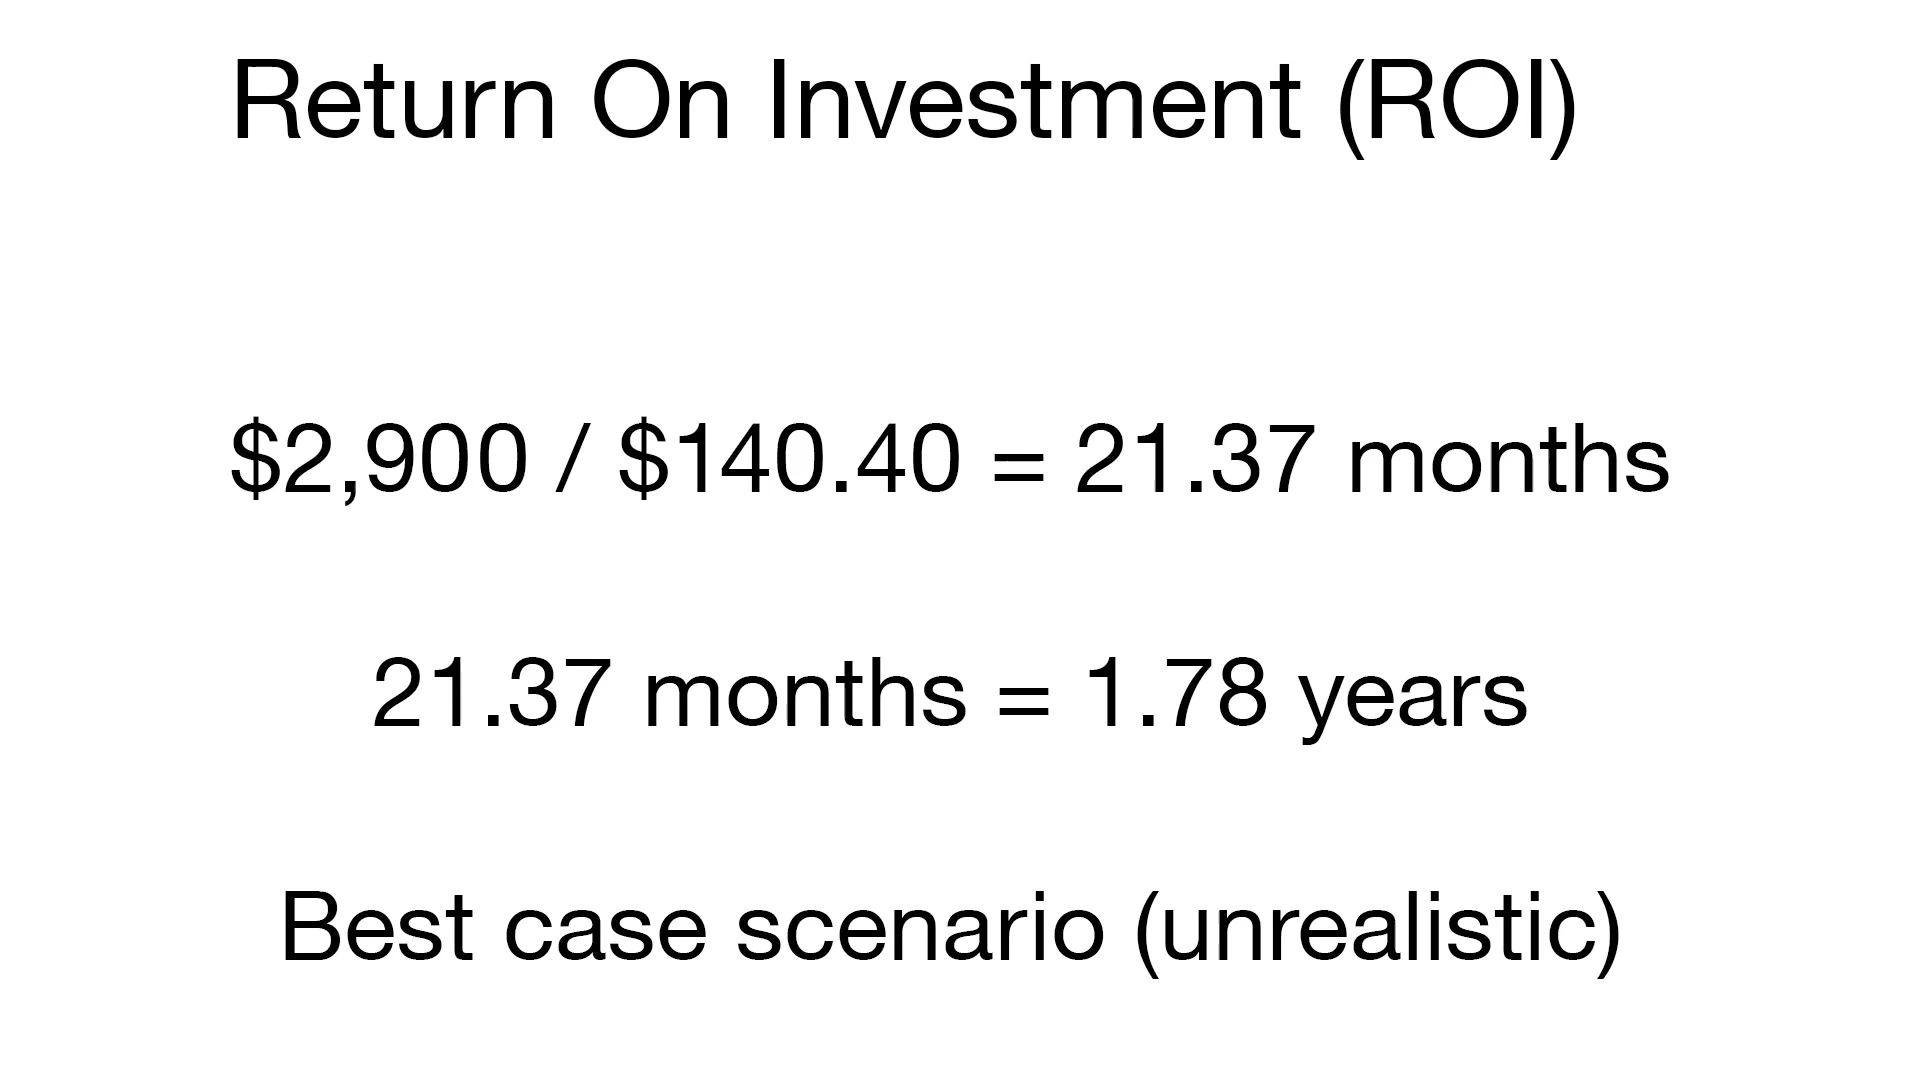 Return On Investment (ROI)
$2,900 / $140.40 = 21.37 months
21.37 months = 1.78 years
Best case scenario (unrealistic)